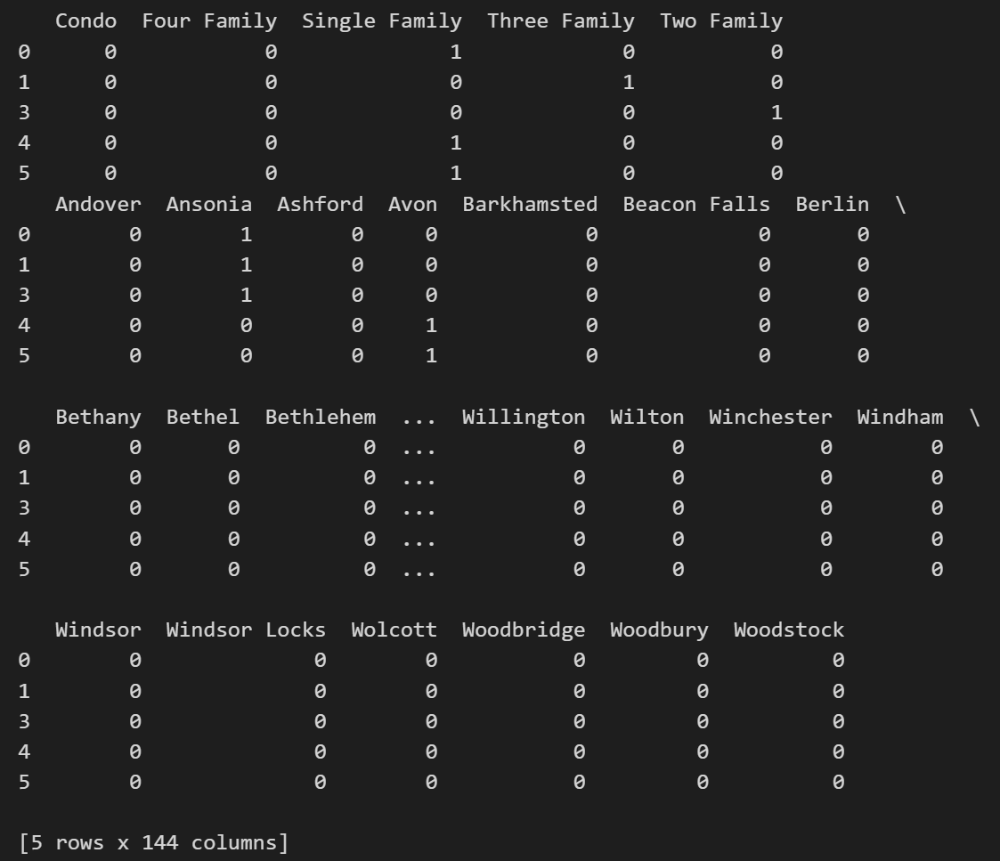 Condo  Four Family  Single Family  Three Family  Two Family
0      0            0              1             0           0
1      0            0              0             1           0
3      0            0              0             0           1
4      0            0              1             0           0
5      0            0              1             0           0
   Andover  Ansonia  Ashford  Avon  Barkhamsted  Beacon Falls  Berlin  \
0        0        1        0     0            0             0       0
1        0        1        0     0            0             0       0
3        0        1        0     0            0             0       0
4        0        0        0     1            0             0       0
5        0        0        0     1            0             0       0
   Bethany  Bethel  Bethlehem  ...  Willington  Wilton  Winchester  Windham  \
0        0       0          0  ...           0       0           0        0
1        0       0          0  ...           0       0           0        0
3        0       0          0  ...           0       0           0        0
4        0       0          0  ...           0       0           0        0
5        0       0          0  ...           0       0           0        0
   Windsor  Windsor Locks  Wolcott  Woodbridge  Woodbury  Woodstock
0        0              0        0           0         0          0
1        0              0        0           0         0          0
3        0              0        0           0         0          0
4        0              0        0           0         0          0
5        0              0        0           0         0          0
[5 rows x 144 columns]